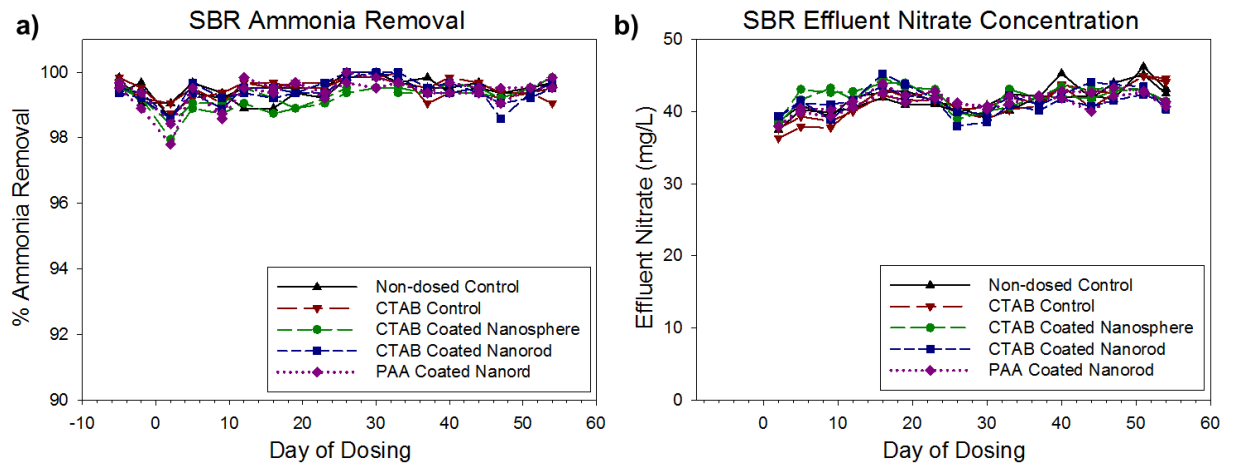 a)
SBR Ammonia Removal
% Ammonia Removal
100
98
96
94
92
90
-10 0 10 20 30 40 50 60
Day of Dosing
Non-dosed Control
CTAB Control
CTAB Coated Nanosphere
CTAB Coated Nanorod
PAA Coated Nanord
b)
SBR Effluent Nitrate Concentration
Effluent Nitrate (mg/L)
50
40
30
20
10
0
0 10 20 30 40 50 60
Day of Dosing
Non-dosed Control
CTAB Control
CTAB Coated Nanosphere
CTAB Coated Nanorod
PAA Coated Nanorod